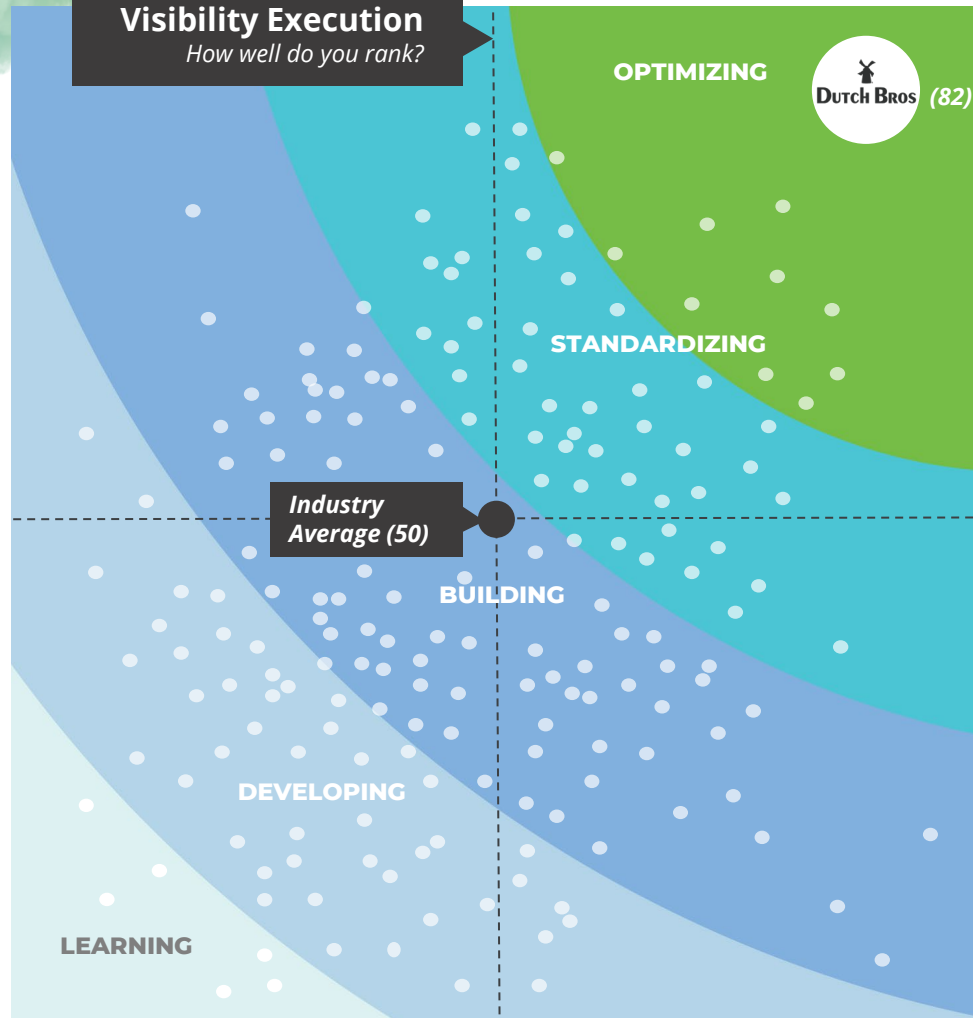 Visibility Execution
How well do you rank?
OPTIMIZING
DUTCH BROS (82)
STANDARDIZING
Industry
Average (50)
BUILDING
DEVELOPING
LEARNING